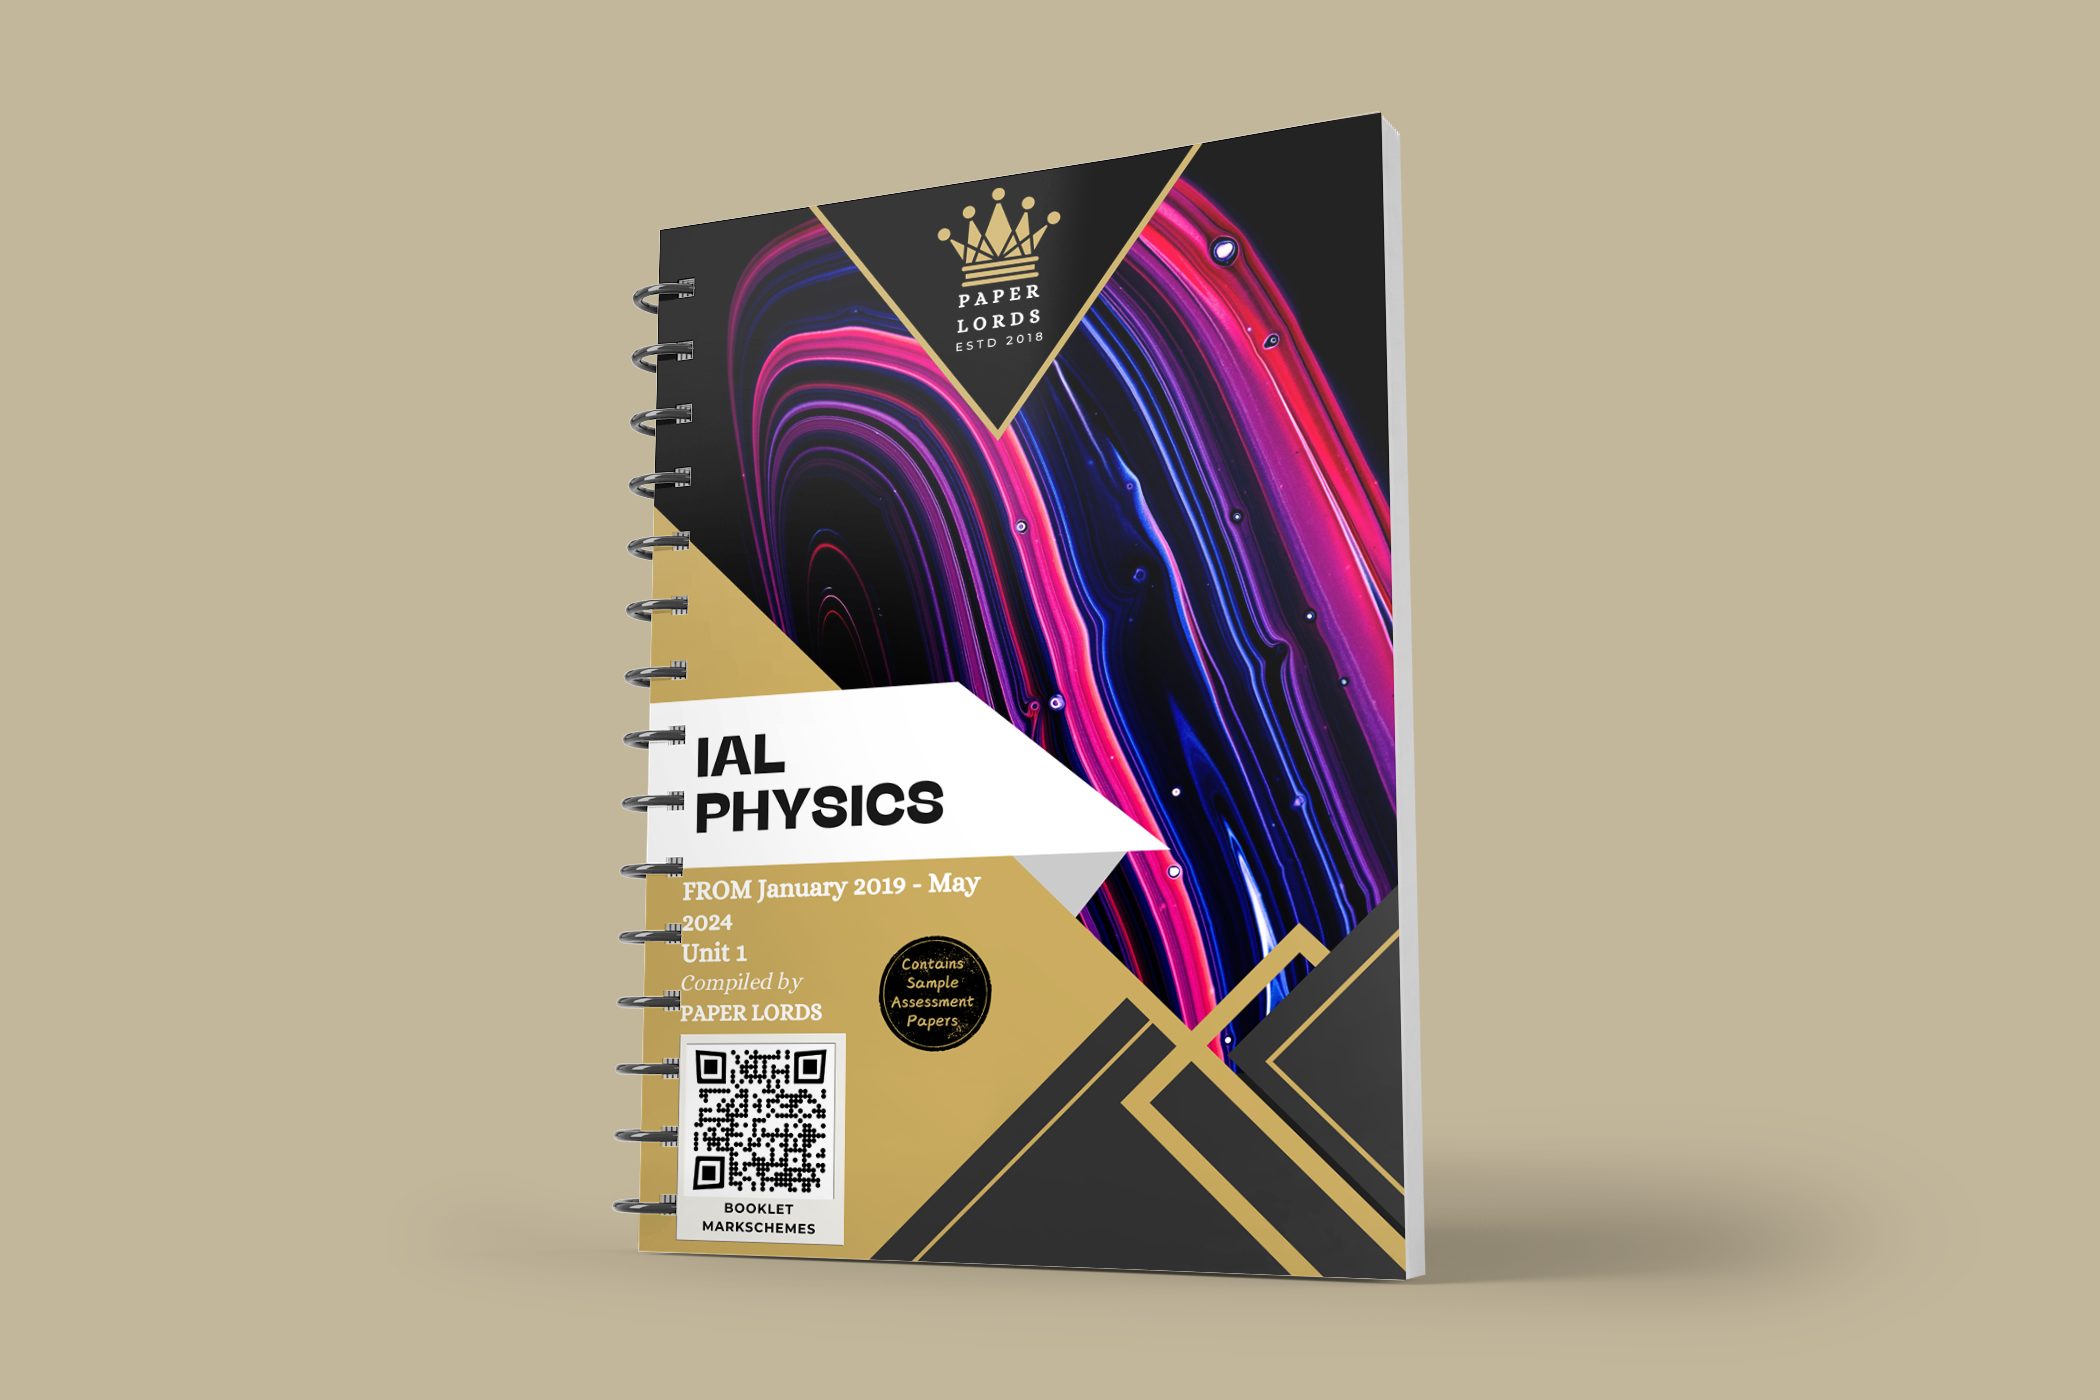 PAPER
LORDS
ESTD 2018
IAL
PHYSICS
FROM January 2019 - May
2024
Unit 1
Compiled by
PAPER LORDS
Contains
Sample
Assessment
Papers
BOOKLET
MARKSCHEMES